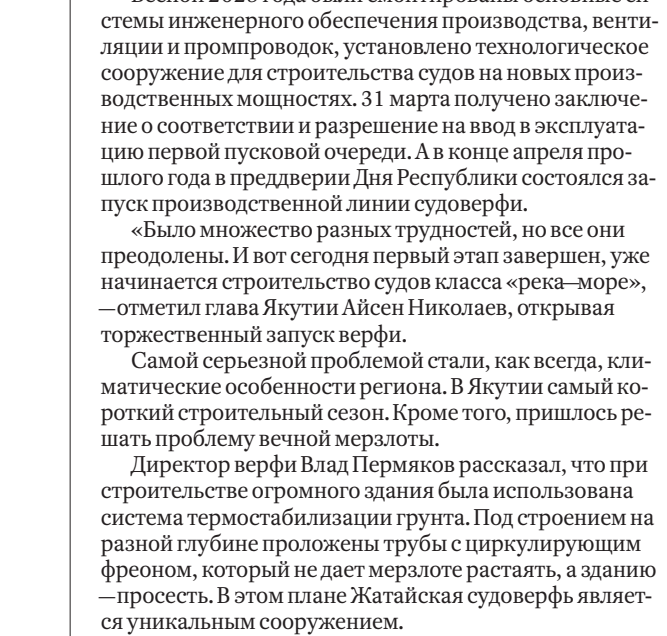 стемы инженерного обеспечения производства, венти-
ляции и промпроводок, установлено технологическое
сооружение для строительства судов на новых произ-
водственных мощностях. 31 марта получено заключе-
ние о соответствии и разрешение на ввод в эксплуата-
цию первой пусковой очереди. А в конце апреля про-
шлого года в преддверии Дня Республики состоялся за-
пуск производственной линии судоверфи.
«Было множество разных трудностей, но все они
преодолены. И вот сегодня первый этап завершен, уже
начинается строительство судов класса «река—море»,
—отметил глава Якутии Айсен Николаев, открывая
торжественный запуск верфи.
Самой серьезной проблемой стали, как всегда, кли-
матические особенности региона. В Якутии самый ко-
роткий строительный сезон. Кроме того, пришлось ре-
шать проблему вечной мерзлоты.
Директор верфи Влад Пермяков рассказал, что при
строительстве огромного здания была использована
система термостабилизации грунта. Под строением на
разной глубине проложены трубы с циркулирующим
фреоном, который не дает мерзлоте растаять, а зданию
—просесть. В этом плане Жатайская судоверфь являет-
ся уникальным сооружением.